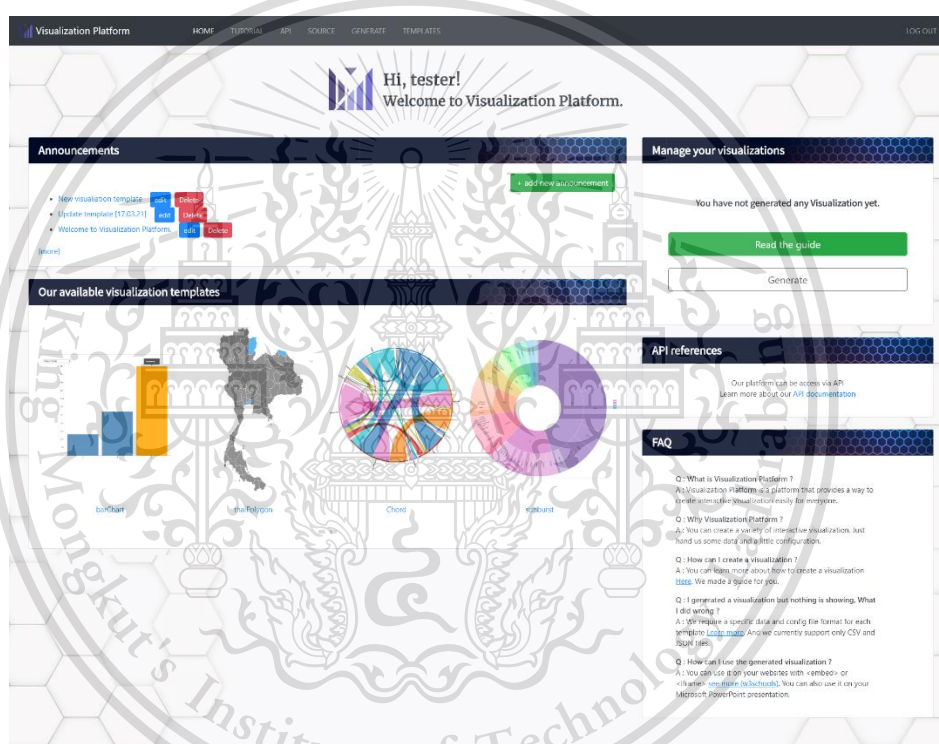 Visualization Platform HOME TUTORIAL API SOURCE GENERATE TEMPLATES LOG OUT
Hi, tester!
Welcome to Visualization Platform.
Announcements
+ add new announcement
New visualiation template edit Delete
Update template [17.03.21] edit Delete
Welcome to Visualization Platform. edit Delete
[more]
Our available visualization templates
barChart thaiPolygon Chord sunburst
Manage your visualizations
You have not generated any Visualization yet.
Read the guide
Generate
API references
Our platform can be access via API
Learn more about our API documentation
FAQ
Q : What is Visualization Platform ?
A : Visualization Platform is a platform that provides a way to
create interactive visualization easily for everyone.
Q : Why Visualization Platform ?
A : You can create a variety of interactive visualization. Just
hand us some data and a little configuration.
Q : How can I create a visualization ?
A : You can learn more about how to create a visualization
Here. We made a guide for you.
Q : I generated a visualization but nothing is showing, What
I did wrong ?
A : We require a specific data and config file format for each
template Learn more. And we currently support only CSV and
JSON files.
Q : How can I use the generated visualization ?
A : You can use it on your websites with <embed> or
<iframe> see more [w3schools]. You can also use it on your
Microsoft PowerPoint presentation.